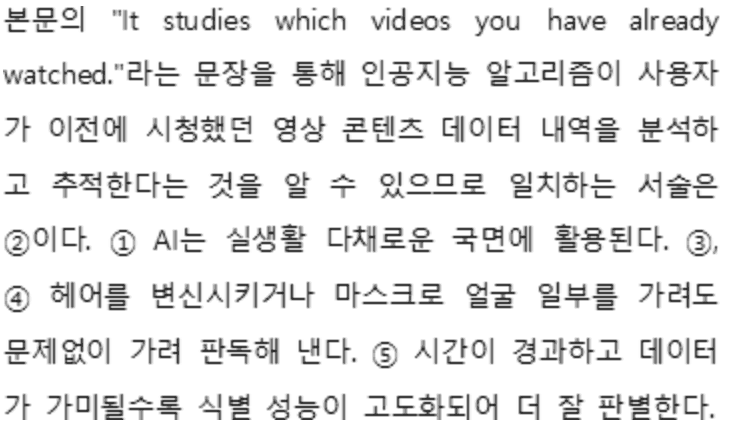 본문의 "It studies which videos you have already
watched."라는 문장을 통해 인공지능 알고리즘이 사용자
가 이전에 시청했던 영상 콘텐츠 데이터 내역을 분석하
고 추적한다는 것을 알 수 있으므로 일치하는 서술은
②이다. ① AI는 실생활 다채로운 국면에 활용된다. ③,
④ 헤어를 변신시키거나 마스크로 얼굴 일부를 가려도
문제없이 가려 판독해 낸다. ⑤ 시간이 경과하고 데이터
가 가미될수록 식별 성능이 고도화되어 더 잘 판별한다.